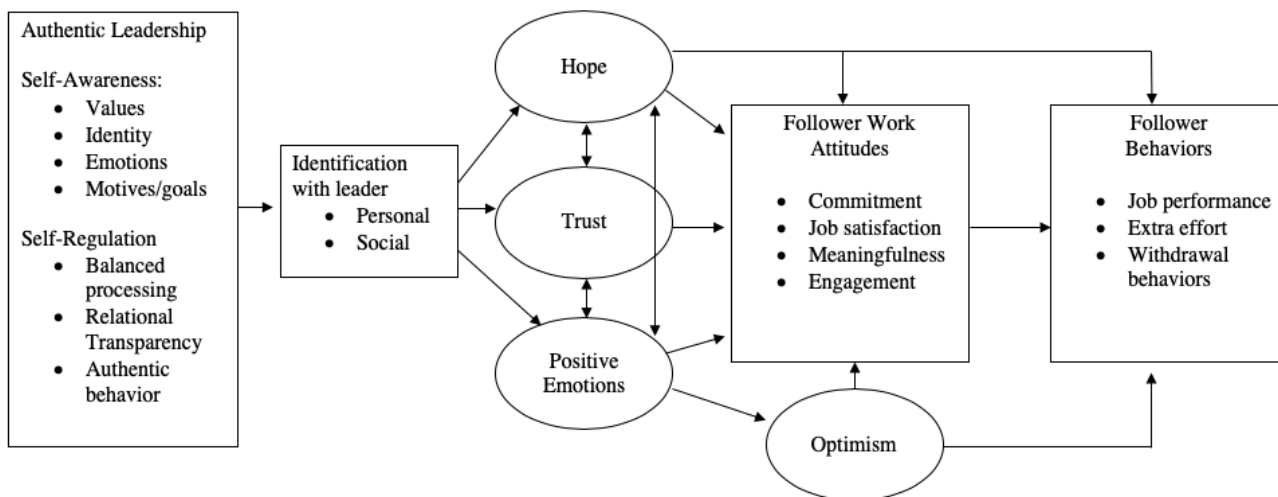 Authentic Leadership
Self-Awareness:
• Values
• Identity
• Emotions
• Motives/goals
Self-Regulation
• Balanced
processing
• Relational
Transparency
• Authentic
behavior
Identification
with leader
• Personal
• Social
Hope
Trust
Positive
Emotions
Optimism
Follower Work
Attitudes
• Commitment
• Job satisfaction
• Meaningfulness
• Engagement
Follower
Behaviors
• Job performance
• Extra effort
• Withdrawal
behaviors